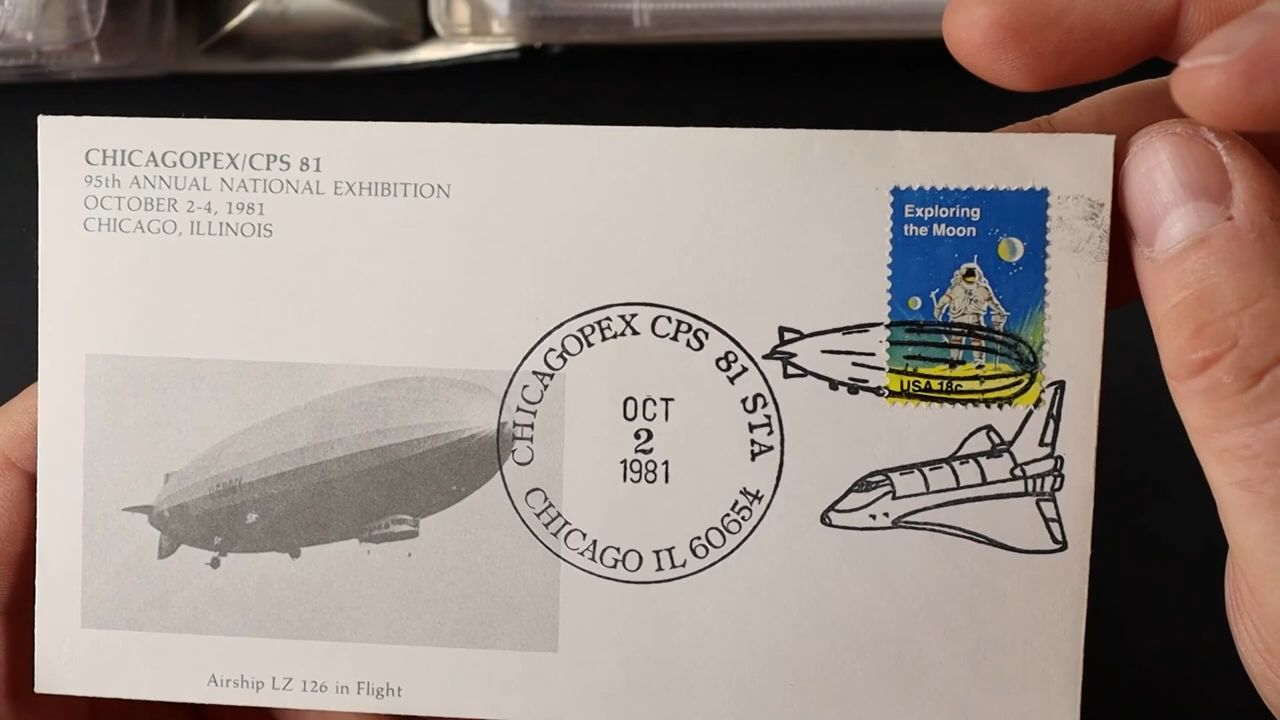 CHICAGOPEX/CPS 81
95th ANNUAL NATIONAL EXHIBITION
OCTOBER 2-4, 1981
CHICAGO, ILLINOIS
Exploring
the Moon
USA 18c
CHICAGOPEX CPS 81 STA
OCT
2
1981
CHICAGO IL 60654
Airship LZ 126 in Flight